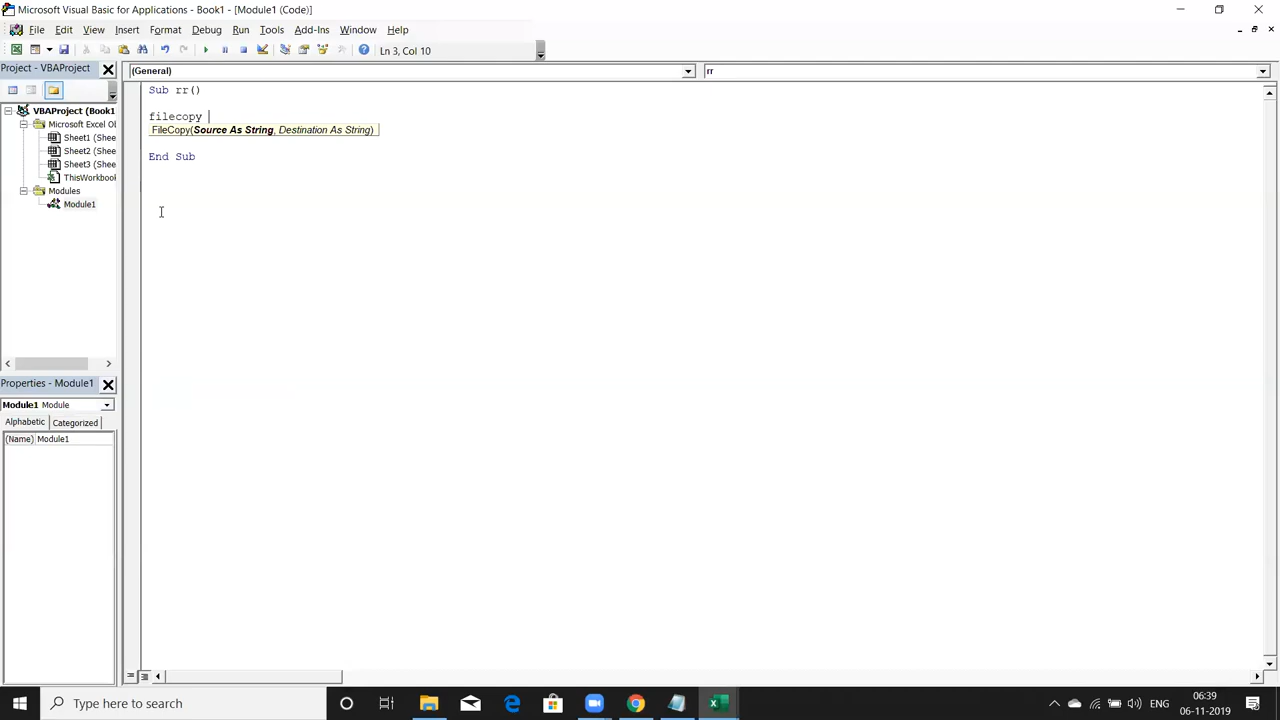 Microsoft Visual Basic for Applications - Book1 - [Module1 (Code)]
File Edit View Insert Format Debug Run Tools Add-Ins Window Help
Ln 3, Col 10
Project - VBAProject
(General)
rr
VBAProject (Book1
Microsoft Excel Ob
Sheet1 (Shee
Sheet2 (Shee
Sheet3 (Shee
ThisWorkbook
Modules
Module1
Sub rr()
filecopy
FileCopy(Source As String, Destination As String)
End Sub
Properties - Module1
Module1 Module
Alphabetic Categorized
(Name) Module1
Type here to search
ENG
06:39
06-11-2019